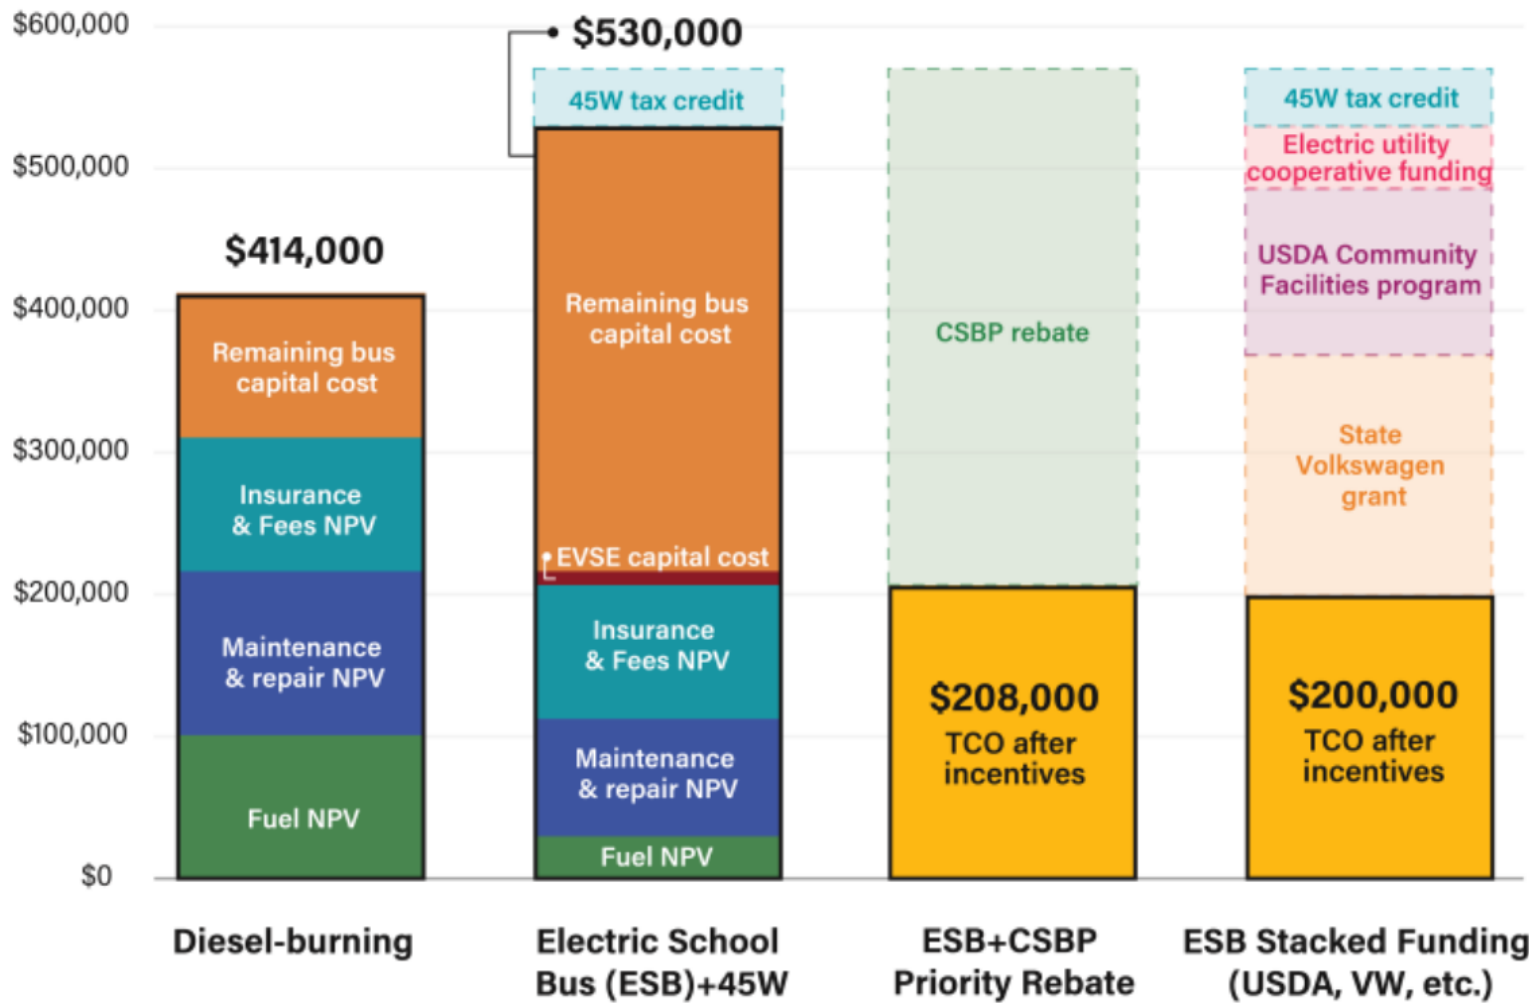 $600,000
$500,000
$400,000
$300,000
$200,000
$100,000
$0
$414,000
Remaining bus
capital cost
Insurance
& Fees NPV
Maintenance
& repair NPV
Fuel NPV
Diesel-burning
$530,000
45W tax credit
Remaining bus
capital cost
EVSE capital cost
Insurance
& Fees NPV
Maintenance
& repair NPV
Fuel NPV
Electric School
Bus (ESB)+45W
CSBP rebate
$208,000
TCO after
incentives
ESB+CSBP
Priority Rebate
45W tax credit
Electric utility
cooperative funding
USDA Community
Facilities program
State
Volkswagen
grant
$200,000
TCO after
incentives
ESB Stacked Funding
(USDA, VW, etc.)